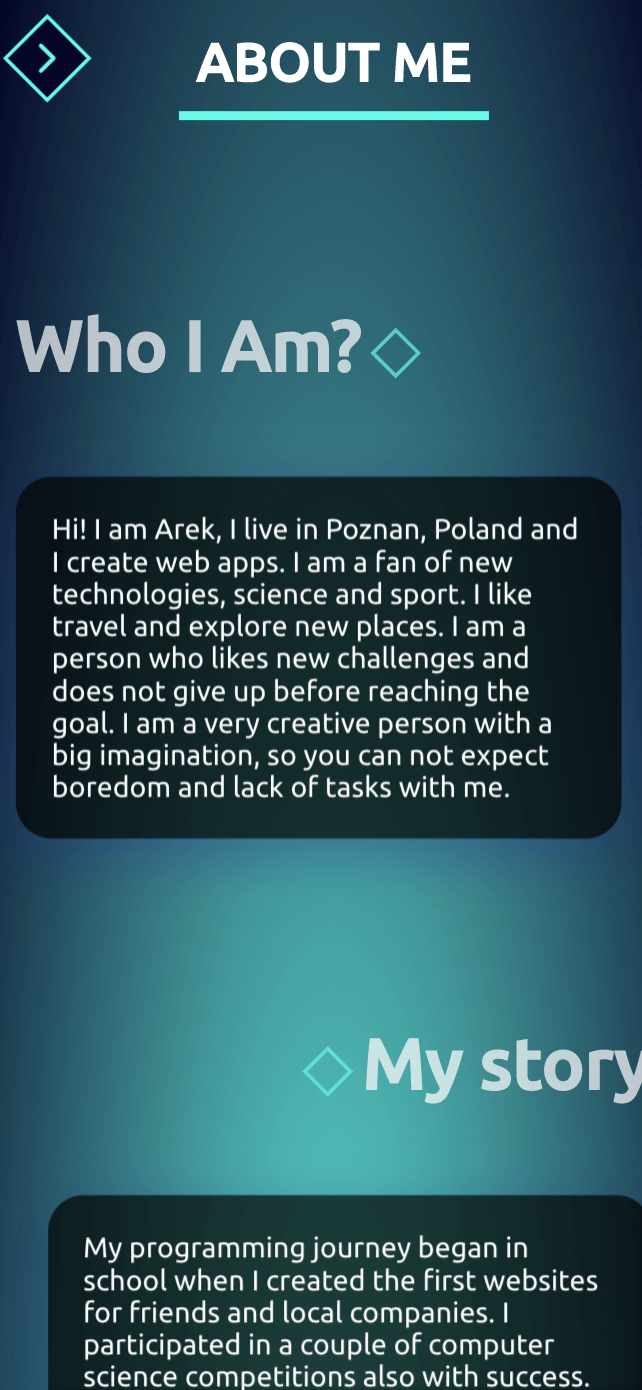 ABOUT ME
Who I Am?
Hi! I am Arek, I live in Poznan, Poland and
I create web apps. I am a fan of new
technologies, science and sport. I like
travel and explore new places. I am a
person who likes new challenges and
does not give up before reaching the
goal. I am a very creative person with a
big imagination, so you can not expect
boredom and lack of tasks with me.
My story
My programming journey began in
school when I created the first websites
for friends and local companies. I
participated in a couple of computer
science competitions also with success.